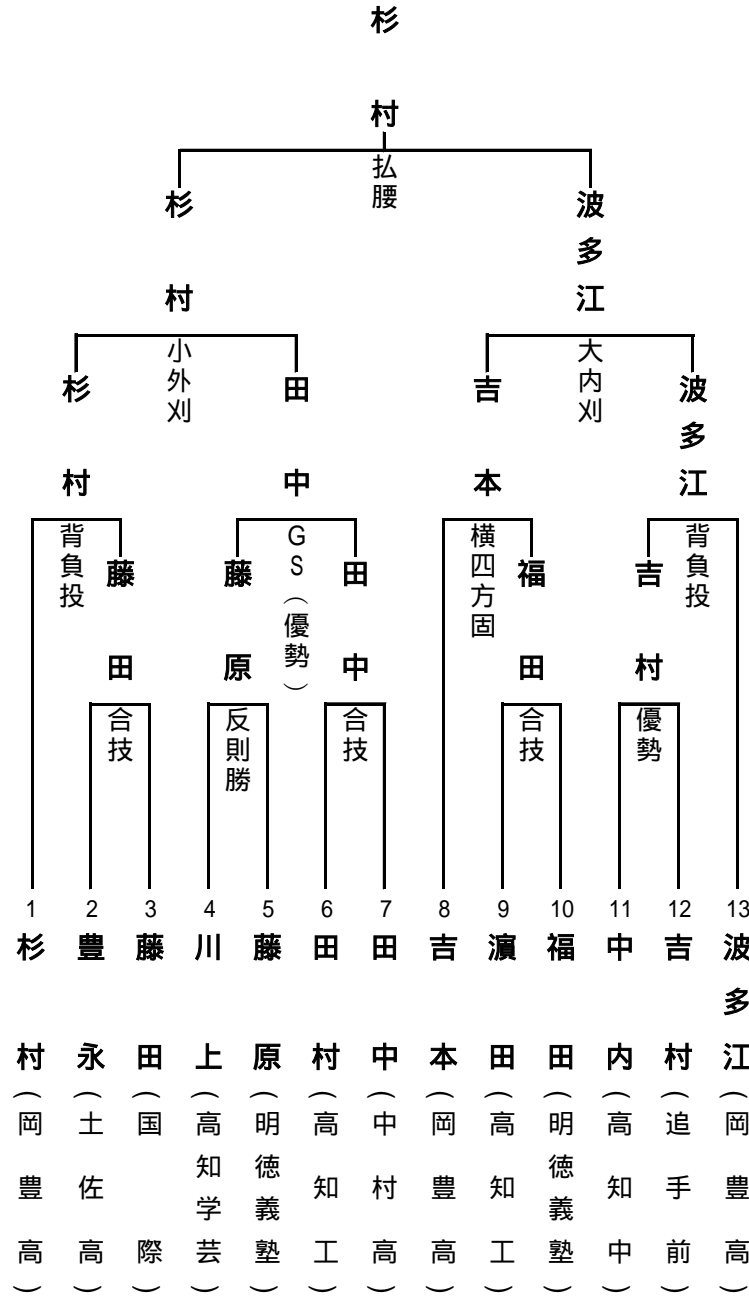 杉村
払腰
杉村
波多江
小外刈
大内刈
杉村
田中
吉本
波多江
背負投
GS(優勢)
横四方固
背負投
藤田
藤原
田中
福田
吉村
合技
反則勝
合技
合技
優勢
1 杉村(岡豊高)
2 豊永(土佐高)
3 藤田(国際)
4 川上(高知学芸)
5 藤原(明徳義塾)
6 田村(高知工)
7 田中(中村高)
8 吉本(岡豊高)
9 濵田(高知工)
10 福田(明徳義塾)
11 中内(高知中)
12 吉村(追手前)
13 波多江(岡豊高)